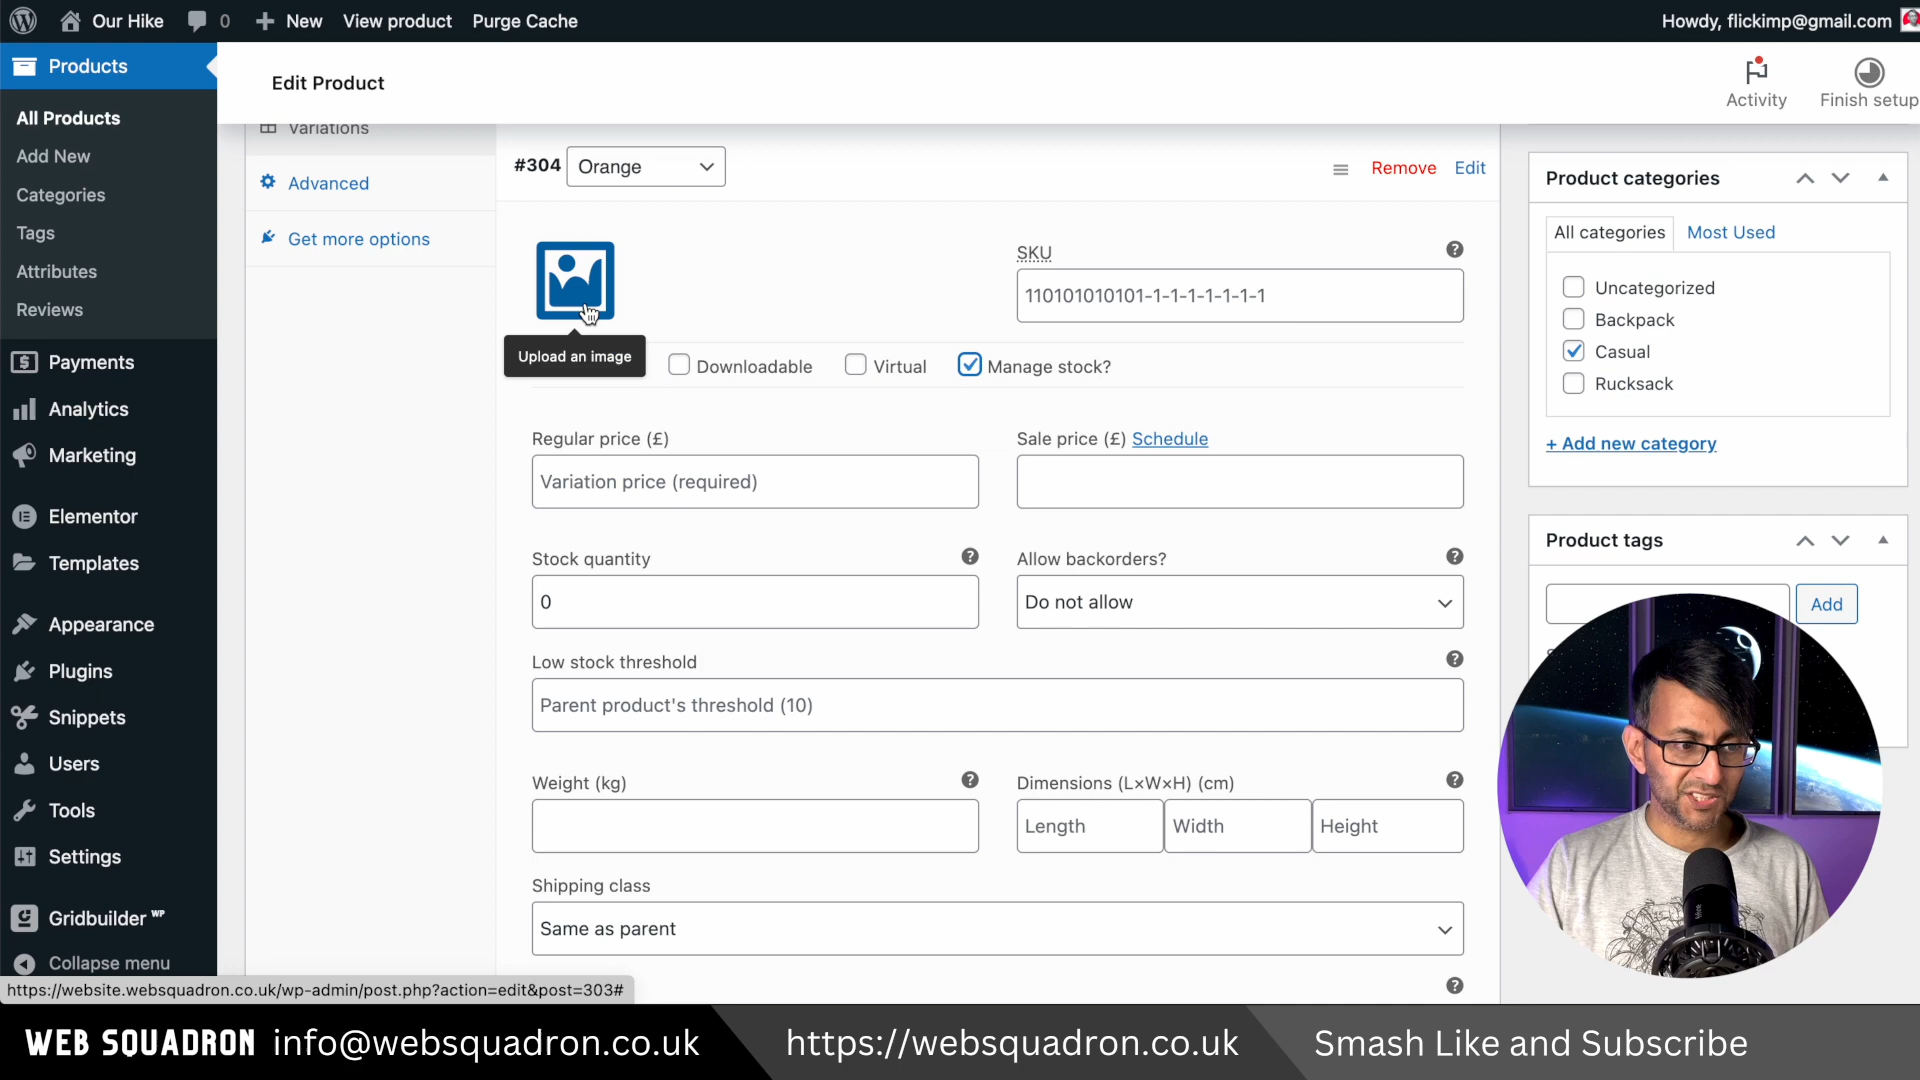 Our Hike
0
New
View product
Purge Cache
Howdy, flickimp@gmail.com
Products
All Products
Add New
Categories
Tags
Attributes
Reviews
Payments
Analytics
Marketing
Elementor
Templates
Appearance
Plugins
Snippets
Users
Tools
Settings
Gridbuilder WP
Collapse menu
Edit Product
Activity
Finish setup
Variations
Advanced
Get more options
#304
Orange
Remove
Edit
Upload an image
SKU
110101010101-1-1-1-1-1-1-1
Downloadable
Virtual
Manage stock?
Regular price (£)
Variation price (required)
Sale price (£) Schedule
Stock quantity
0
Allow backorders?
Do not allow
Low stock threshold
Parent product's threshold (10)
Weight (kg)
Dimensions (L×W×H) (cm)
Length
Width
Height
Shipping class
Same as parent
Product categories
All categories
Most Used
Uncategorized
Backpack
Casual
Rucksack
+ Add new category
Product tags
Add
https://website.websquadron.co.uk/wp-admin/post.php?action=edit&post=303#
WEB SQUADRON
info@websquadron.co.uk
https://websquadron.co.uk
Smash Like and Subscribe